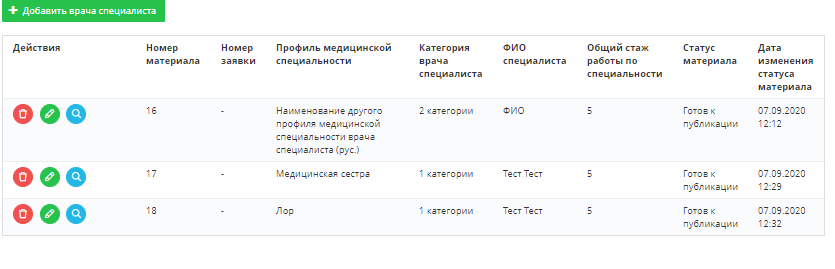 Добавить врача специалиста
Действия
Номер
материала
Номер
заявки
Профиль медицинской
специальности
Категория
врача
специалиста
ФИО
специалиста
Общий стаж
работы по
специальности
Статус
материала
Дата
изменения
статуса
материала
16
-
Наименование другого
профиля медицинской
специальности врача
специалиста (рус.)
2 категории
ФИО
5
Готов к
публикации
07.09.2020
12:12
17
-
Медицинская сестра
1 категории
Тест Тест
5
Готов к
публикации
07.09.2020
12:29
18
-
Лор
1 категории
Тест Тест
5
Готов к
публикации
07.09.2020
12:32